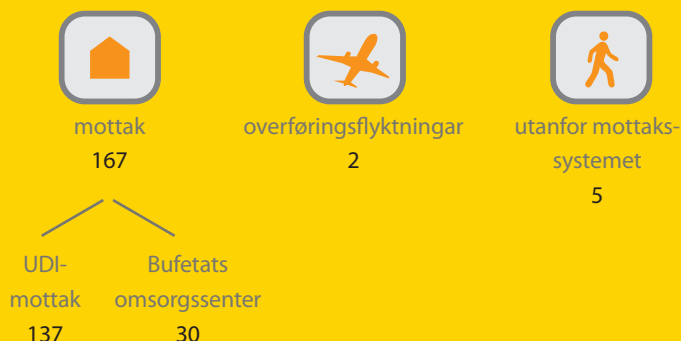 mottak
167
overføringsflyktningar
2
utanfor mottaks-
systemet
5
UDI-
mottak
137
Bufetats
omsorgssenter
30